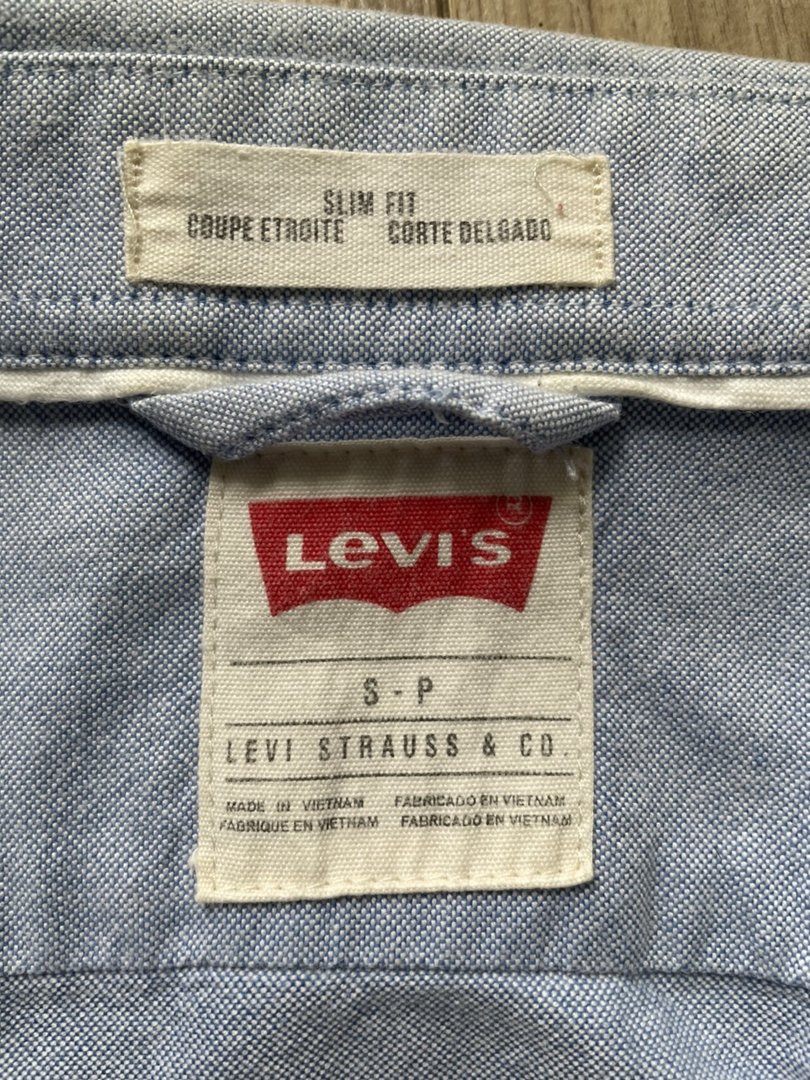 SLIM FIT
COUPE ETROITE CORTE DELGADO
Levi's ®
S - P
LEVI STRAUSS & CO.
MADE IN VIETNAM FABRICADO EN VIETNAM
FABRIQUE EN VIETNAM FABRICADO EN VIETNAM